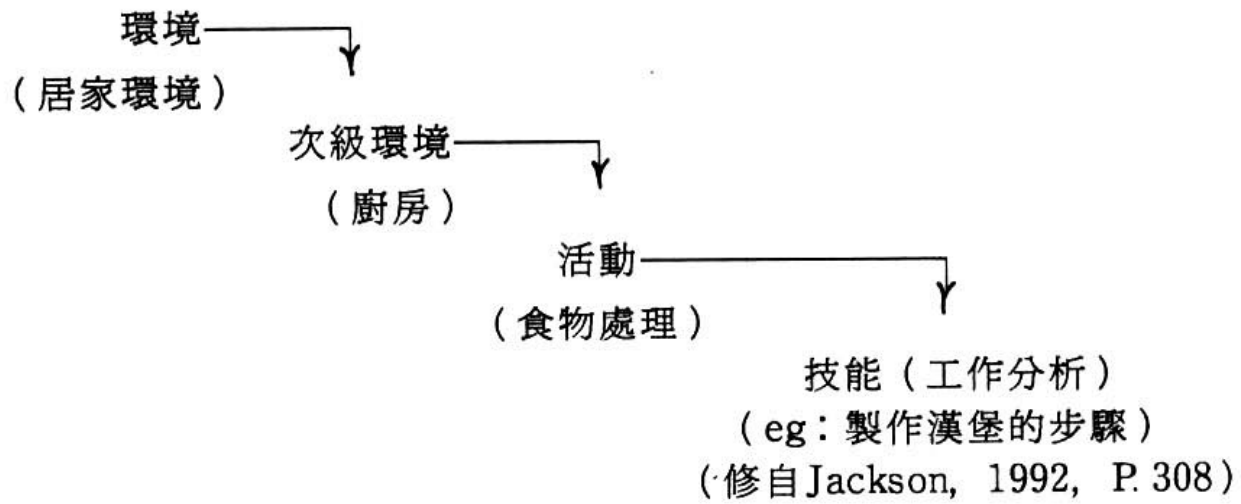 環境
（居家環境）
次級環境
（廚房）
活動
（食物處理）
技能（工作分析）
（eg：製作漢堡的步驟）
（修自Jackson, 1992, P. 308）